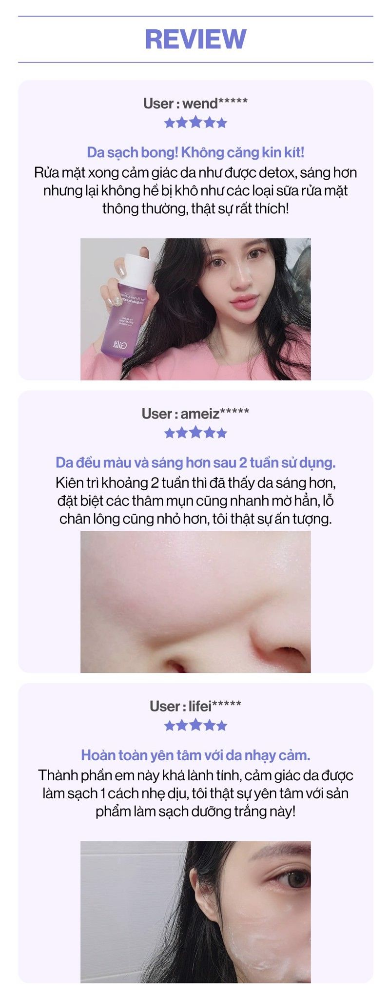 REVIEW
User : wend*****
Da sạch bong! Không căng kin kít!
Rửa mặt xong cảm giác da như được detox, sáng hơn
nhưng lại không hề bị khô như các loại sữa rửa mặt
thông thường, thật sự rất thích!
Gilla
User : ameiz*****
Da đều màu và sáng hơn sau 2 tuần sử dụng.
Kiên trì khoảng 2 tuần thì đã thấy da sáng hơn,
đặt biệt các thâm mụn cũng nhanh mờ hẳn, lỗ
chân lông cũng nhỏ hơn, tôi thật sự ấn tượng.
User : lifei*****
Hoàn toàn yên tâm với da nhạy cảm.
Thành phần em này khá lành tính, cảm giác da được
làm sạch 1 cách nhẹ dịu, tôi thật sự yên tâm với sản
phẩm làm sạch dưỡng trắng này!